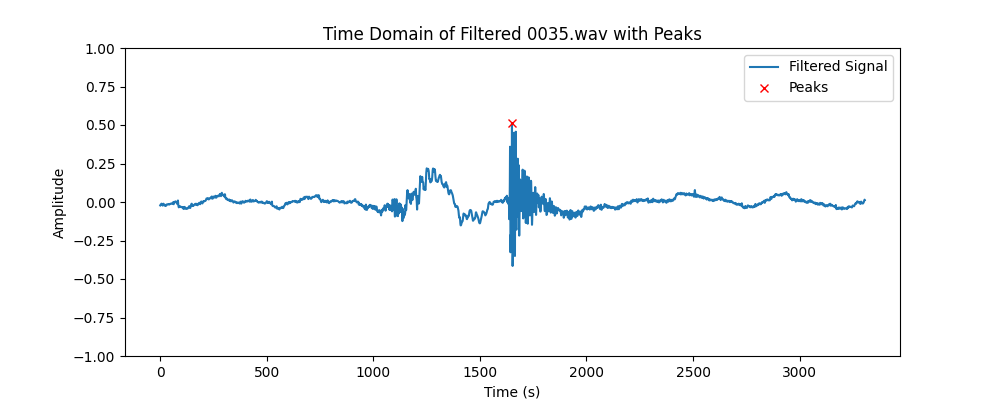 Time Domain of Filtered 0035.wav with Peaks
1.00
0.75
0.50
0.25
0.00
−0.25
−0.50
−0.75
−1.00
Amplitude
Filtered Signal
Peaks
0 500 1000 1500 2000 2500 3000
Time (s)